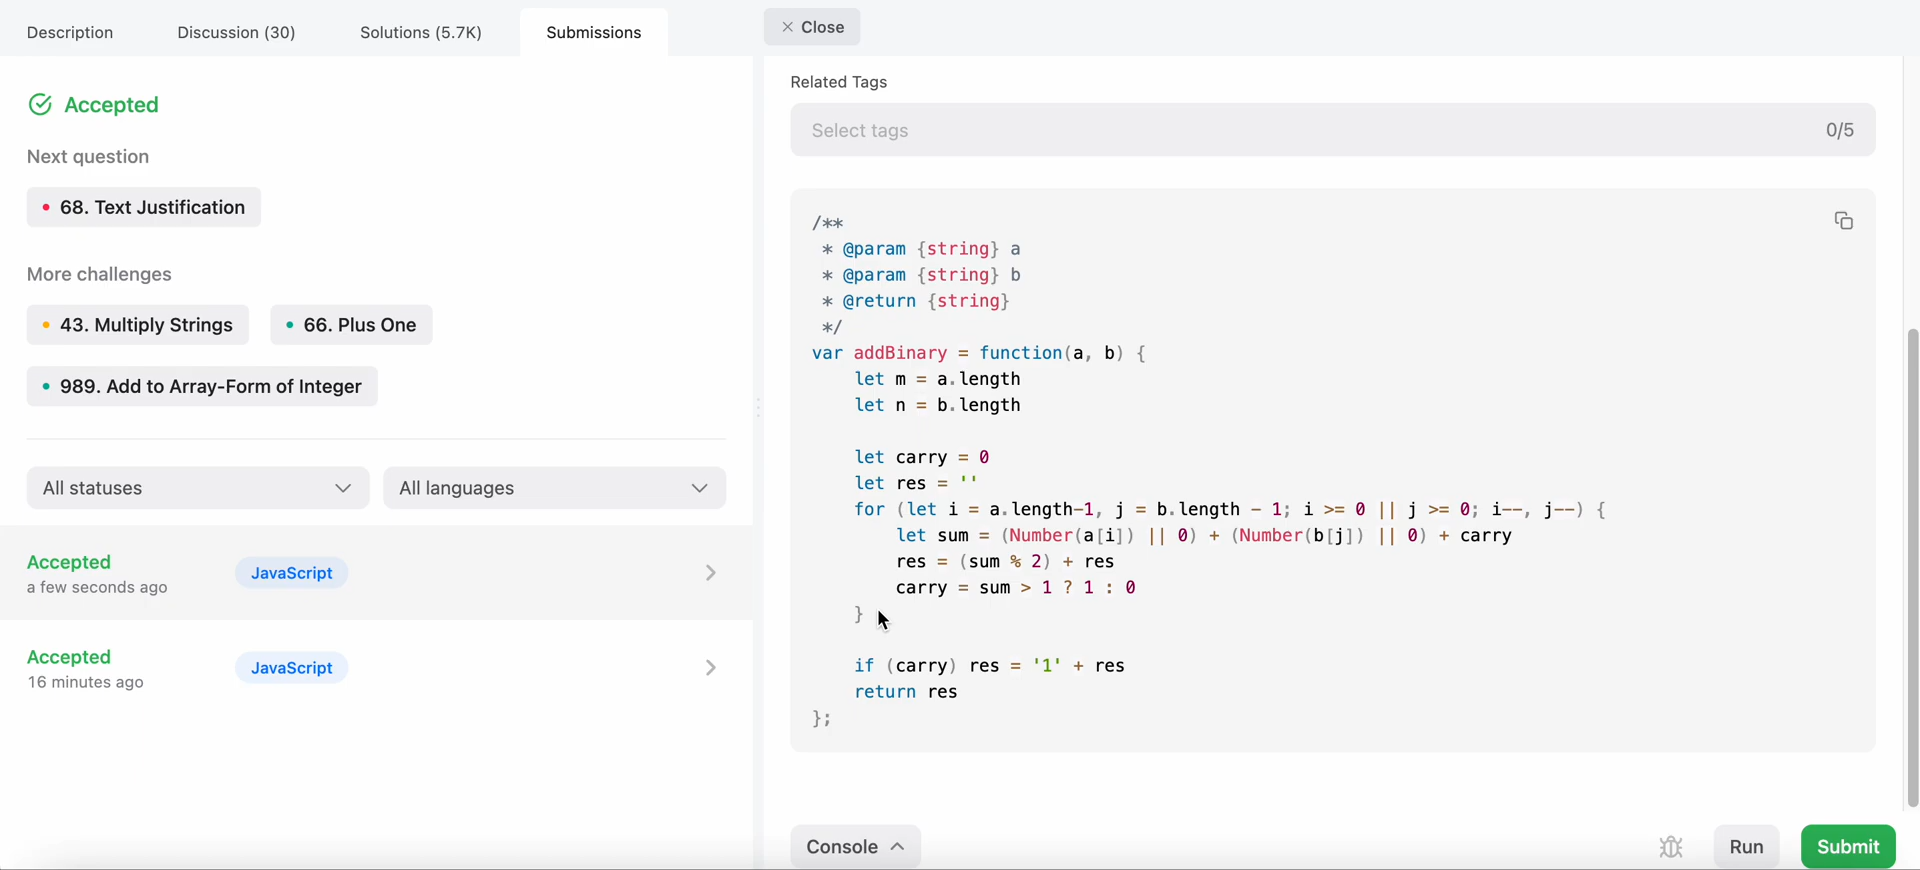 Description Discussion (30) Solutions (5.7K) Submissions
Accepted
Next question
68. Text Justification
More challenges
43. Multiply Strings 66. Plus One
989. Add to Array-Form of Integer
All statuses All languages
Accepted
a few seconds ago
JavaScript
Accepted
16 minutes ago
JavaScript
Close
Related Tags
Select tags 0/5
/**
 * @param {string} a
 * @param {string} b
 * @return {string}
 */
var addBinary = function(a, b) {
    let m = a.length
    let n = b.length
    let carry = 0
    let res = ''
    for (let i = a.length-1, j = b.length - 1; i >= 0 || j >= 0; i--, j--) {
        let sum = (Number(a[i]) || 0) + (Number(b[j]) || 0) + carry
        res = (sum % 2) + res
        carry = sum > 1 ? 1 : 0
    }
    if (carry) res = '1' + res
    return res
};
Console Run Submit